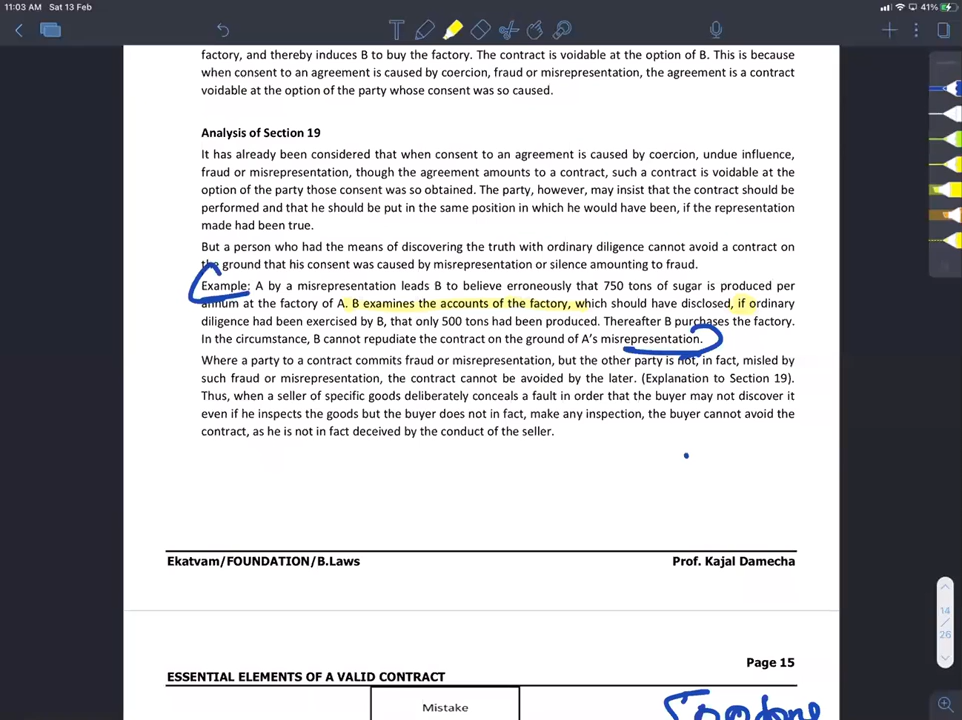 11:03 AM Sat 13 Feb
41%
factory, and thereby induces B to buy the factory. The contract is voidable at the option of B. This is because
when consent to an agreement is caused by coercion, fraud or misrepresentation, the agreement is a contract
voidable at the option of the party whose consent was so caused.
Analysis of Section 19
It has already been considered that when consent to an agreement is caused by coercion, undue influence,
fraud or misrepresentation, though the agreement amounts to a contract, such a contract is voidable at the
option of the party those consent was so obtained. The party, however, may insist that the contract should be
performed and that he should be put in the same position in which he would have been, if the representation
made had been true.
But a person who had the means of discovering the truth with ordinary diligence cannot avoid a contract on
the ground that his consent was caused by misrepresentation or silence amounting to fraud.
Example: A by a misrepresentation leads B to believe erroneously that 750 tons of sugar is produced per
annum at the factory of A. B examines the accounts of the factory, which should have disclosed, if ordinary
diligence had been exercised by B, that only 500 tons had been produced. Thereafter B purchases the factory.
In the circumstance, B cannot repudiate the contract on the ground of A's misrepresentation.
Where a party to a contract commits fraud or misrepresentation, but the other party is not, in fact, misled by
such fraud or misrepresentation, the contract cannot be avoided by the later. (Explanation to Section 19).
Thus, when a seller of specific goods deliberately conceals a fault in order that the buyer may not discover it
even if he inspects the goods but the buyer does not in fact, make any inspection, the buyer cannot avoid the
contract, as he is not in fact deceived by the conduct of the seller.
Ekatvam/FOUNDATION/B.Laws Prof. Kajal Damecha
14
/
26
Page 15
ESSENTIAL ELEMENTS OF A VALID CONTRACT
Mistake